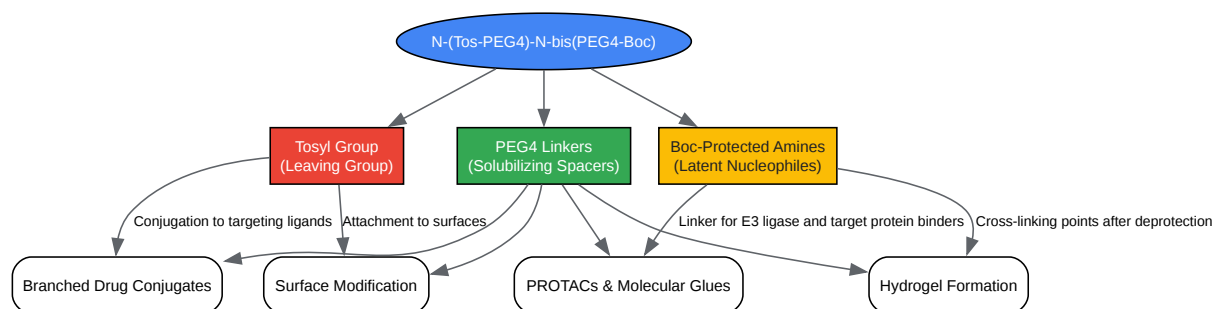 N-(Tos-PEG4)-N-bis(PEG4-Boc)
Tosyl Group
(Leaving Group)
PEG4 Linkers
(Solubilizing Spacers)
Boc-Protected Amines
(Latent Nucleophiles)
Conjugation to targeting ligands
Attachment to surfaces
Linker for E3 ligase and target protein binders
Cross-linking points after deprotection
Branched Drug Conjugates
Surface Modification
PROTACs & Molecular Glues
Hydrogel Formation